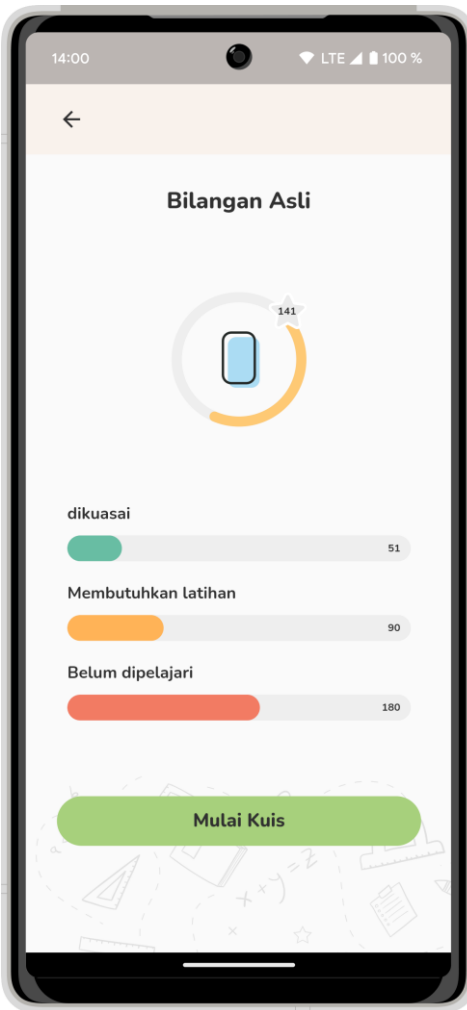 14:00
LTE 100 %
Bilangan Asli
141
dikuasai
51
Membutuhkan latihan
90
Belum dipelajari
180
Mulai Kuis
x + y = z